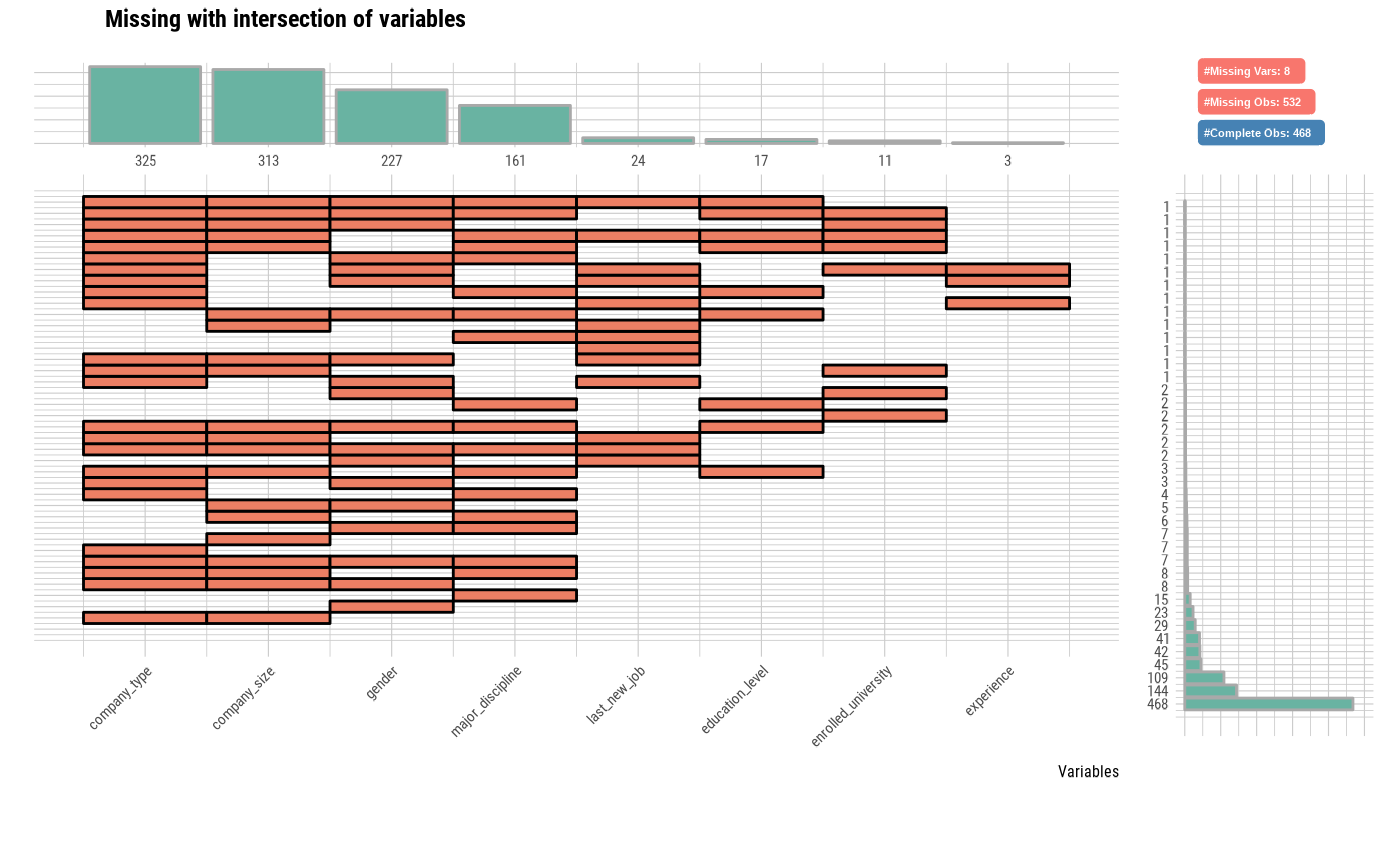 Missing with intersection of variables
#Missing Vars: 8
#Missing Obs: 532
#Complete Obs: 468
325 313 227 161 24 17 11 3
1
1
1
1
1
1
1
1
1
1
1
1
1
1
2
2
2
2
2
2
3
3
4
5
6
7
7
7
8
8
15
23
29
41
42
45
109
144
468
company_type
company_size
gender
major_discipline
last_new_job
education_level
enrolled_university
experience
Variables